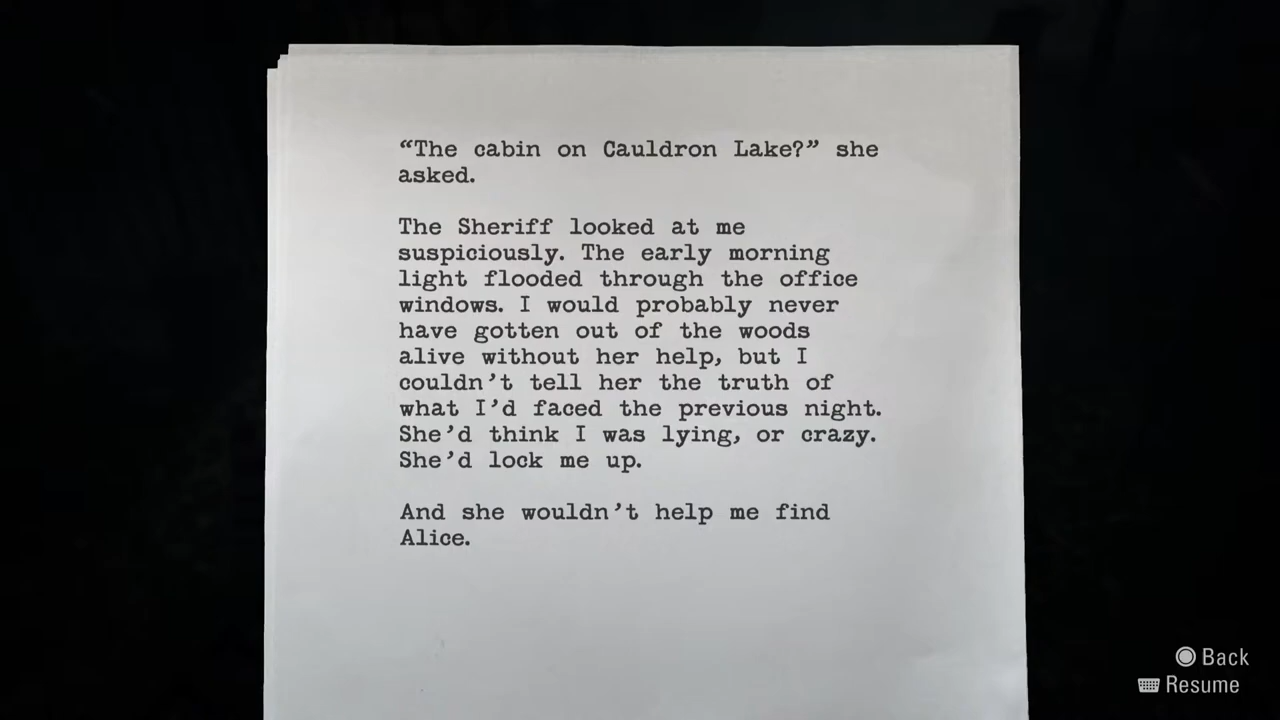 “The cabin on Cauldron Lake?” she
asked.
The Sheriff looked at me
suspiciously. The early morning
light flooded through the office
windows. I would probably never
have gotten out of the woods
alive without her help, but I
couldn’t tell her the truth of
what I’d faced the previous night.
She’d think I was lying, or crazy.
She’d lock me up.
And she wouldn’t help me find
Alice.
Back
Resume